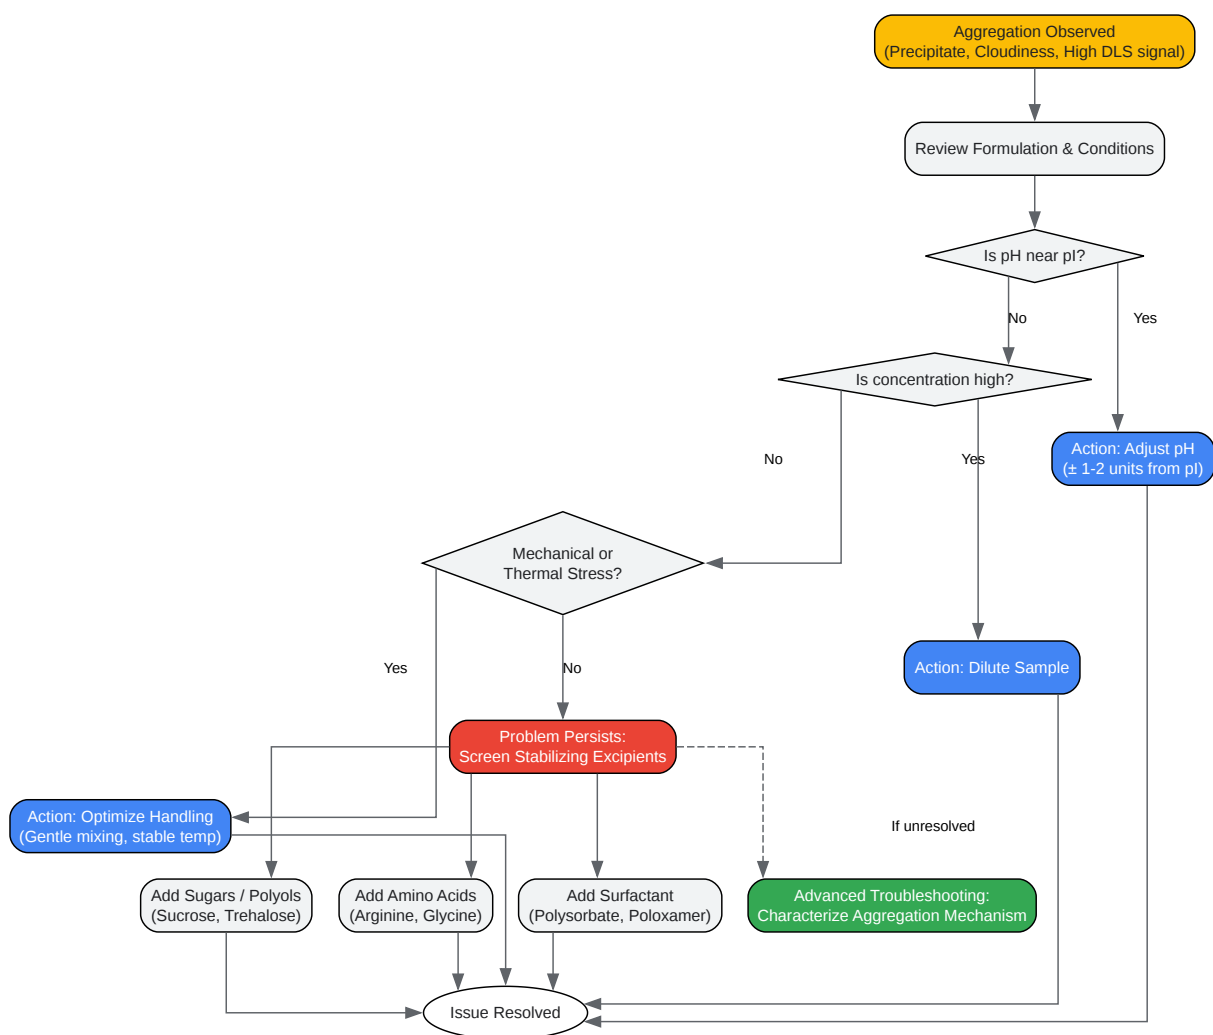 Aggregation Observed
(Precipitate, Cloudiness, High DLS signal)
Review Formulation & Conditions
Is pH near pI?
No
Yes
Is concentration high?
No
Yes
Action: Adjust pH
(± 1-2 units from pI)
Mechanical or
Thermal Stress?
Yes
No
Action: Dilute Sample
Problem Persists:
Screen Stabilizing Excipients
Action: Optimize Handling
(Gentle mixing, stable temp)
If unresolved
Add Sugars / Polyols
(Sucrose, Trehalose)
Add Amino Acids
(Arginine, Glycine)
Add Surfactant
(Polysorbate, Poloxamer)
Advanced Troubleshooting:
Characterize Aggregation Mechanism
Issue Resolved